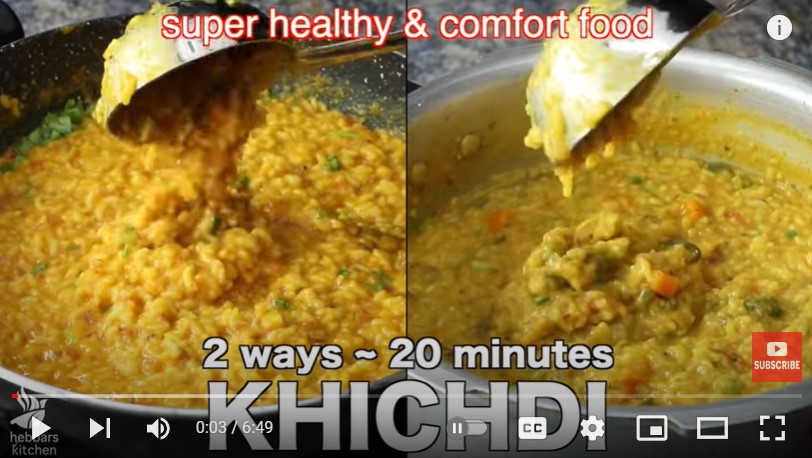 super healthy & comfort food
i
2 ways ~ 20 minutes
KHICHDI
SUBSCRIBE
hebbars
kitchen
0:03 / 6:49
CC